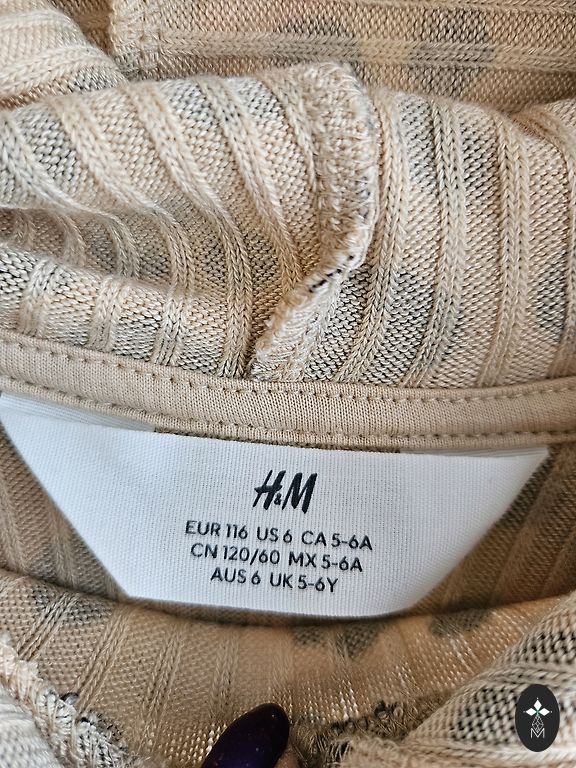 H&M
EUR 116 US 6 CA 5-6A
CN 120/60 MX 5-6A
AUS 6 UK 5-6Y
M